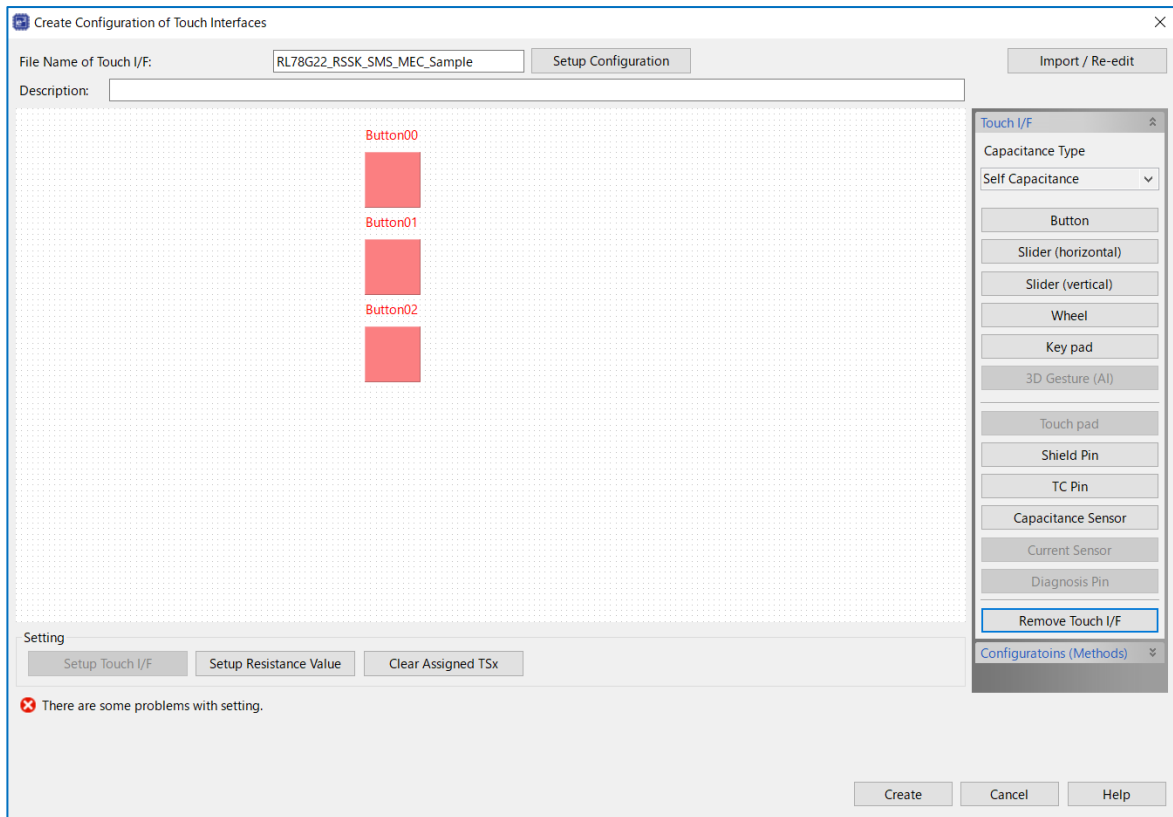 Create Configuration of Touch Interfaces
File Name of Touch I/F: RL78G22_RSSK_SMS_MEC_Sample Setup Configuration Import / Re-edit
Description:
Button00
Button01
Button02
Touch I/F
Capacitance Type
Self Capacitance
Button
Slider (horizontal)
Slider (vertical)
Wheel
Key pad
3D Gesture (AI)
Touch pad
Shield Pin
TC Pin
Capacitance Sensor
Current Sensor
Diagnosis Pin
Remove Touch I/F
Configuratoins (Methods)
Setting
Setup Touch I/F Setup Resistance Value Clear Assigned TSx
There are some problems with setting.
Create Cancel Help